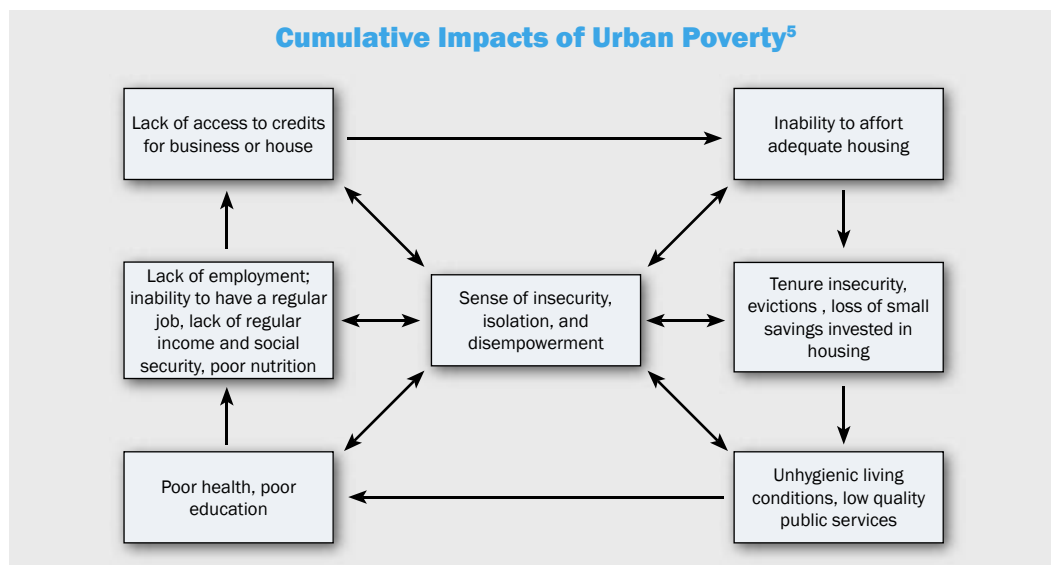 Cumulative Impacts of Urban Poverty5
Lack of access to credits
for business or house
Inability to affort
adequate housing
Lack of employment;
inability to have a regular
job, lack of regular
income and social
security, poor nutrition
Sense of insecurity,
isolation, and
disempowerment
Tenure insecurity,
evictions , loss of small
savings invested in
housing
Poor health, poor
education
Unhygienic living
conditions, low quality
public services